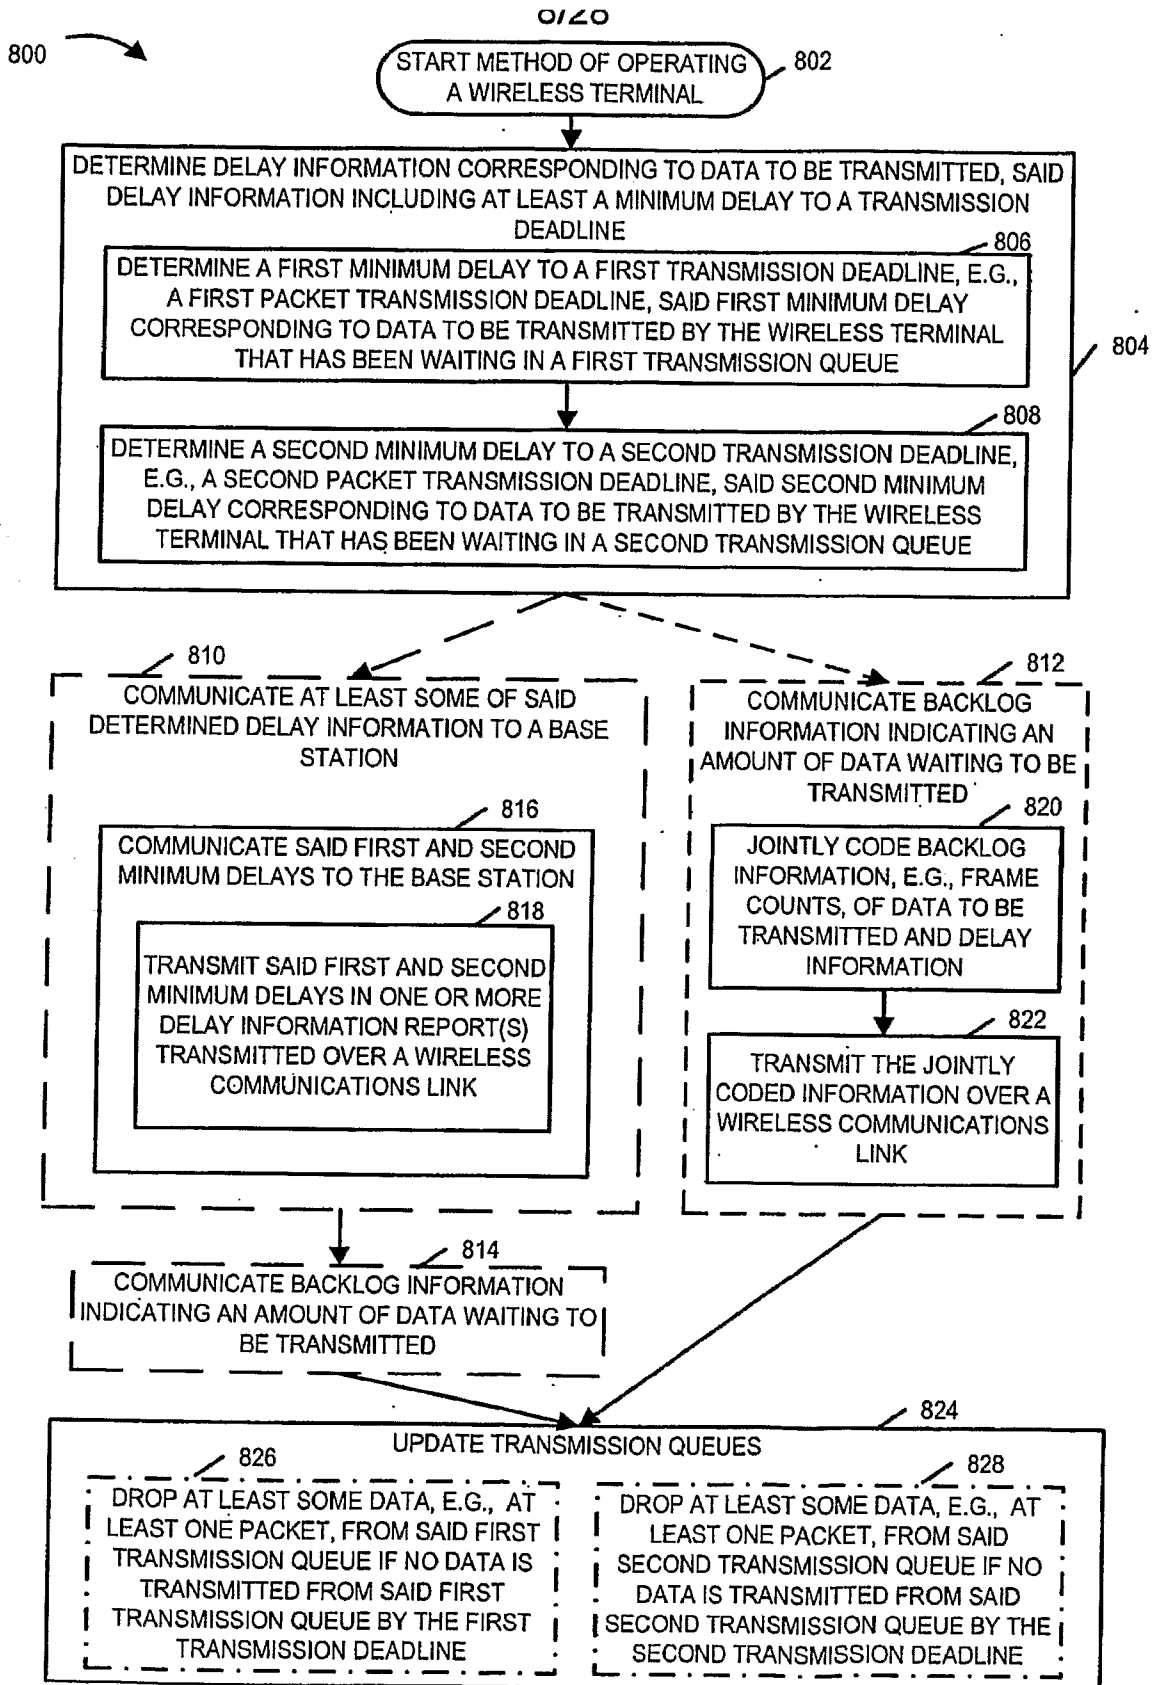 8/28
800
START METHOD OF OPERATING
A WIRELESS TERMINAL
802
DETERMINE DELAY INFORMATION CORRESPONDING TO DATA TO BE TRANSMITTED, SAID
DELAY INFORMATION INCLUDING AT LEAST A MINIMUM DELAY TO A TRANSMISSION
DEADLINE
804
806
DETERMINE A FIRST MINIMUM DELAY TO A FIRST TRANSMISSION DEADLINE, E.G.,
A FIRST PACKET TRANSMISSION DEADLINE, SAID FIRST MINIMUM DELAY
CORRESPONDING TO DATA TO BE TRANSMITTED BY THE WIRELESS TERMINAL
THAT HAS BEEN WAITING IN A FIRST TRANSMISSION QUEUE
808
DETERMINE A SECOND MINIMUM DELAY TO A SECOND TRANSMISSION DEADLINE,
E.G., A SECOND PACKET TRANSMISSION DEADLINE, SAID SECOND MINIMUM
DELAY CORRESPONDING TO DATA TO BE TRANSMITTED BY THE WIRELESS
TERMINAL THAT HAS BEEN WAITING IN A SECOND TRANSMISSION QUEUE
810
COMMUNICATE AT LEAST SOME OF SAID
DETERMINED DELAY INFORMATION TO A BASE
STATION
816
COMMUNICATE SAID FIRST AND SECOND
MINIMUM DELAYS TO THE BASE STATION
818
TRANSMIT SAID FIRST AND SECOND
MINIMUM DELAYS IN ONE OR MORE
DELAY INFORMATION REPORT(S)
TRANSMITTED OVER A WIRELESS
COMMUNICATIONS LINK
812
COMMUNICATE BACKLOG
INFORMATION INDICATING AN
AMOUNT OF DATA WAITING TO BE
TRANSMITTED
820
JOINTLY CODE BACKLOG
INFORMATION, E.G., FRAME
COUNTS, OF DATA TO BE
TRANSMITTED AND DELAY
INFORMATION
822
TRANSMIT THE JOINTLY
CODED INFORMATION OVER A
WIRELESS COMMUNICATIONS
LINK
814
COMMUNICATE BACKLOG INFORMATION
INDICATING AN AMOUNT OF DATA WAITING TO
BE TRANSMITTED
824
UPDATE TRANSMISSION QUEUES
826
DROP AT LEAST SOME DATA, E.G., AT
LEAST ONE PACKET, FROM SAID FIRST
TRANSMISSION QUEUE IF NO DATA IS
TRANSMITTED FROM SAID FIRST
TRANSMISSION QUEUE BY THE FIRST
TRANSMISSION DEADLINE
828
DROP AT LEAST SOME DATA, E.G., AT
LEAST ONE PACKET, FROM SAID
SECOND TRANSMISSION QUEUE IF NO
DATA IS TRANSMITTED FROM SAID
SECOND TRANSMISSION QUEUE BY THE
SECOND TRANSMISSION DEADLINE